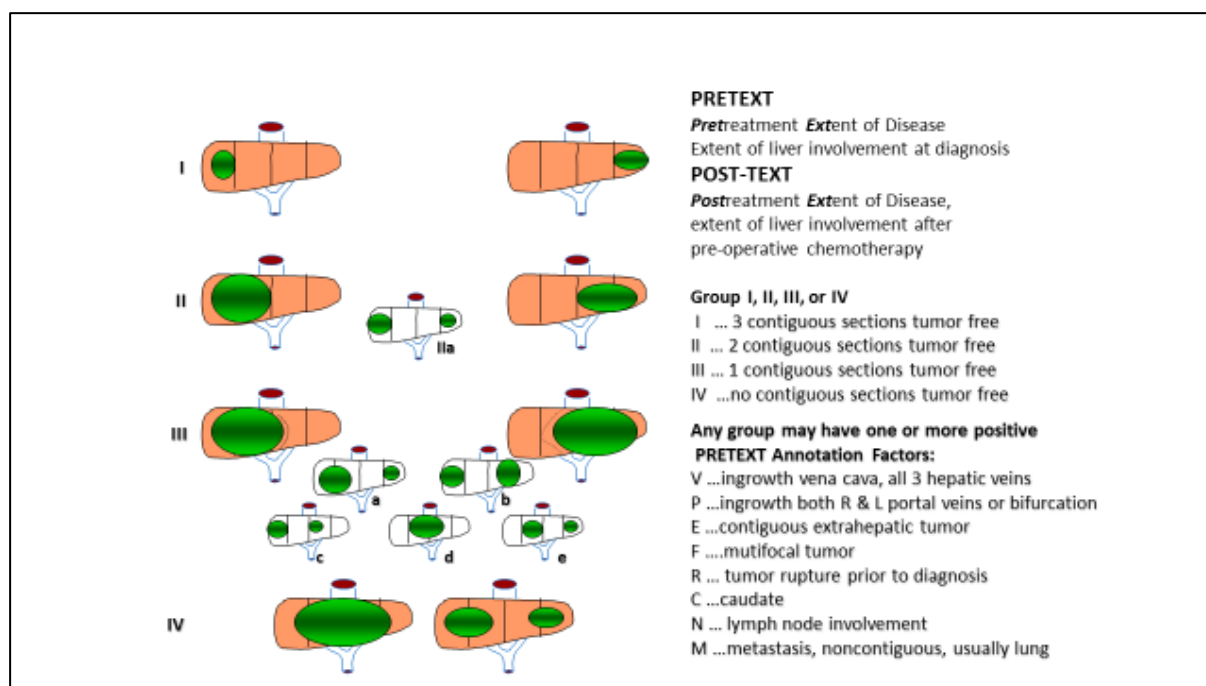 PRETEXT
Pretreatment Extent of Disease
Extent of liver involvement at diagnosis
POST-TEXT
Posttreatment Extent of Disease,
extent of liver involvement after
pre-operative chemotherapy
Group I, II, III, or IV
I ... 3 contiguous sections tumor free
II ... 2 contiguous sections tumor free
III ... 1 contiguous sections tumor free
IV ...no contiguous sections tumor free
Any group may have one or more positive
PRETEXT Annotation Factors:
V ...ingrowth vena cava, all 3 hepatic veins
P ...ingrowth both R & L portal veins or bifurcation
E ...contiguous extrahepatic tumor
F ....mutifocal tumor
R ... tumor rupture prior to diagnosis
C ...caudate
N ... lymph node involvement
M ...metastasis, noncontiguous, usually lung
I
II
IIa
III
a
b
c
d
e
IV